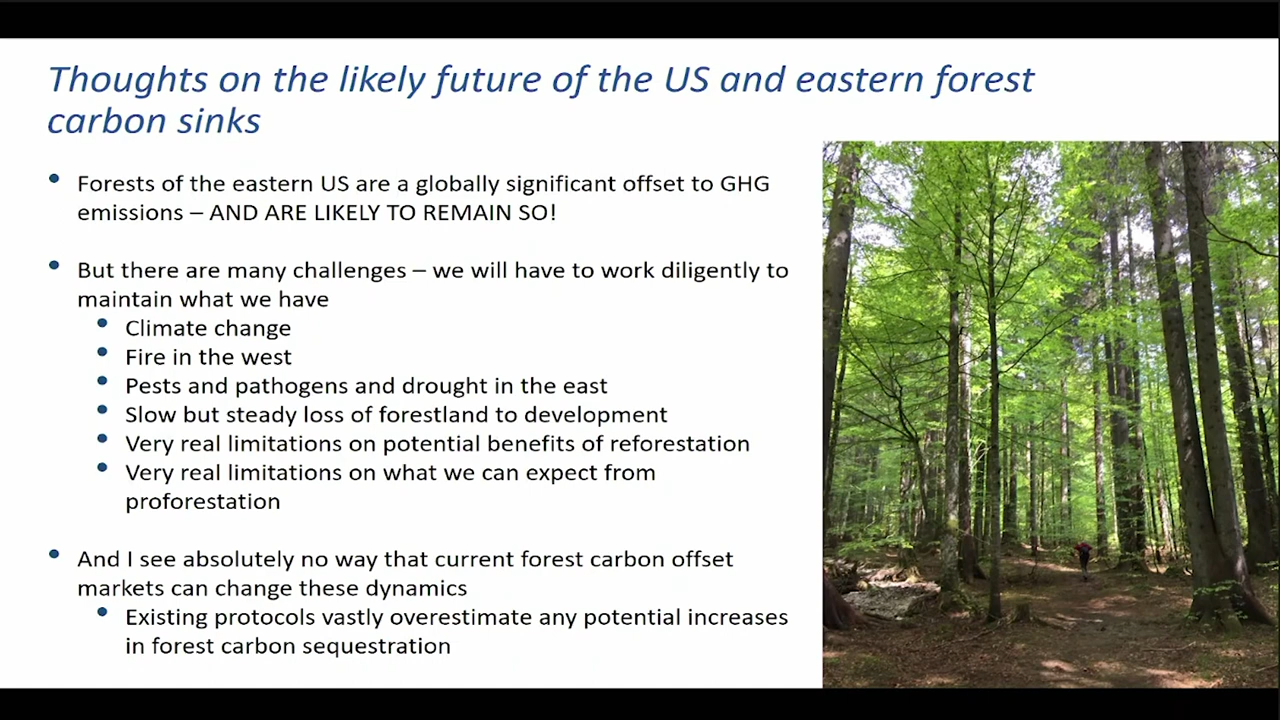 Thoughts on the likely future of the US and eastern forest
carbon sinks
• Forests of the eastern US are a globally significant offset to GHG
emissions – AND ARE LIKELY TO REMAIN SO!
• But there are many challenges – we will have to work diligently to
maintain what we have
• Climate change
• Fire in the west
• Pests and pathogens and drought in the east
• Slow but steady loss of forestland to development
• Very real limitations on potential benefits of reforestation
• Very real limitations on what we can expect from
proforestation
• And I see absolutely no way that current forest carbon offset
markets can change these dynamics
• Existing protocols vastly overestimate any potential increases
in forest carbon sequestration